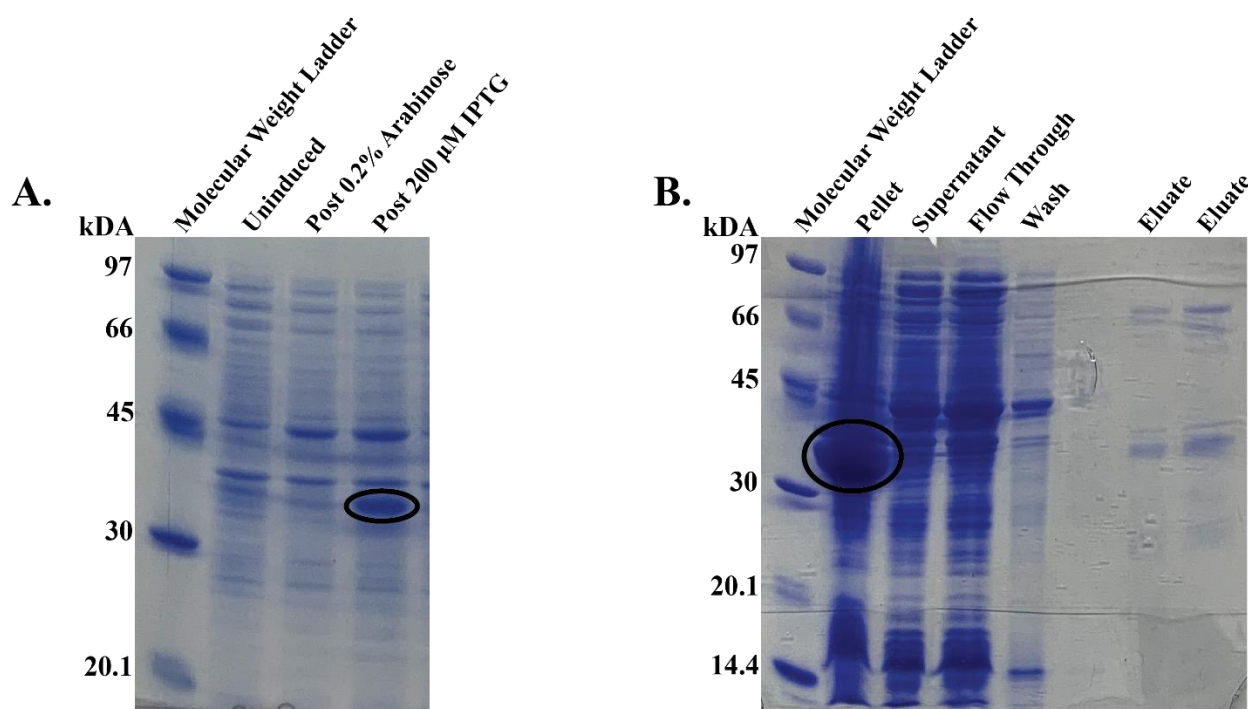 A.
kDA
Molecular Weight Ladder
Uninduced
Post 0.2% Arabinose
Post 200 µM IPTG
97
66
45
30
20.1
B.
kDA
Molecular Weight Ladder
Pellet
Supernatant
Flow Through
Wash
Eluate
Eluate
97
66
45
30
20.1
14.4